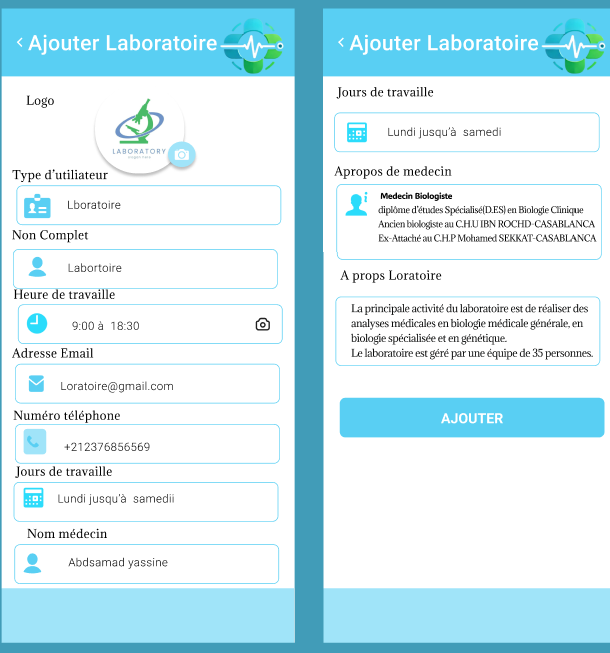 < Ajouter Laboratoire
Logo
LABORATORY
Type d'utiliateur
Lboratoire
Non Complet
Labortoire
Heure de travaille
9:00 à 18:30
Adresse Email
Loratoire@gmail.com
Numéro téléphone
+212376856569
Jours de travaille
Lundi jusqu'à samedii
Nom médecin
Abdsamad yassine
< Ajouter Laboratoire
Jours de travaille
Lundi jusqu'à samedi
Apropos de medecin
Medecin Biologiste
diplôme d'études Spécialisé(D.ES) en Biologie Clinique
Ancien biologiste au C.H.U IBN ROCHD-CASABLANCA
Ex-Attaché au C.H.P Mohamed SEKKAT-CASABLANCA
A props Loratoire
La principale activité du laboratoire est de réaliser des
analyses médicales en biologie médicale générale, en
biologie spécialisée et en génétique.
Le laboratoire est géré par une équipe de 35 personnes.
AJOUTER